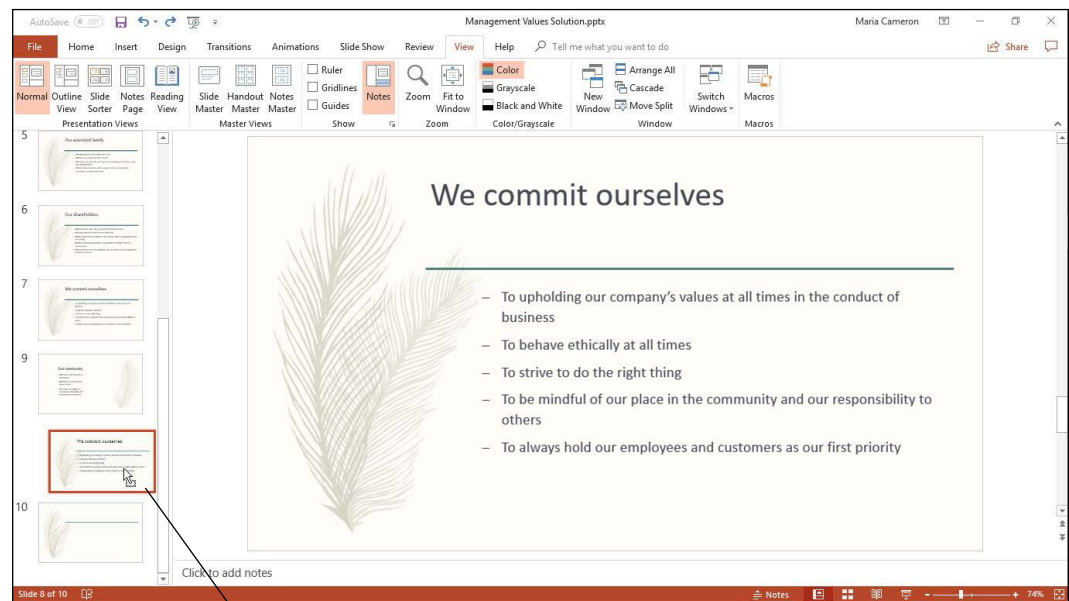 AutoSave Off Management Values Solution.pptx Maria Cameron
File Home Insert Design Transitions Animations Slide Show Review View Help Tell me what you want to do Share
Normal Outline View Slide Sorter Notes Page Reading View
Presentation Views
Slide Master Handout Master Notes Master
Master Views
Ruler
Gridlines
Guides
Notes
Show
Zoom Fit to Window
Zoom
Color
Grayscale
Black and White
Color/Grayscale
New Window
Arrange All
Cascade
Move Split
Switch Windows
Window
Macros
Macros
5
Our extended family
6
Our shareholders
7
We commit ourselves
9
Our community
We commit ourselves
10
We commit ourselves
– To upholding our company's values at all times in the conduct of
business
– To behave ethically at all times
– To strive to do the right thing
– To be mindful of our place in the community and our responsibility to
others
– To always hold our employees and customers as our first priority
Click to add notes
Slide 8 of 10 Notes 74%